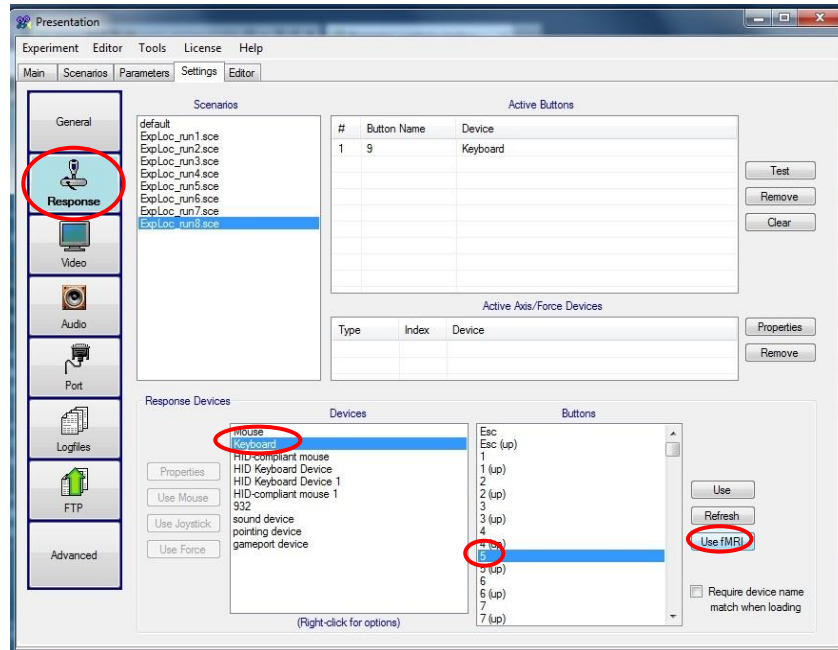 Presentation
Experiment Editor Tools License Help
Main Scenarios Parameters Settings Editor
General
Response
Video
Audio
Port
Logfiles
FTP
Advanced
Scenarios
default
ExpLoc_run1.sce
ExpLoc_run2.sce
ExpLoc_run3.sce
ExpLoc_run4.sce
ExpLoc_run5.sce
ExpLoc_run6.sce
ExpLoc_run7.sce
ExpLoc_run8.sce
Active Buttons
# Button Name Device
1 9 Keyboard
Test
Remove
Clear
Active Axis/Force Devices
Type Index Device
Properties
Remove
Response Devices
Properties
Use Mouse
Use Joystick
Use Force
Devices
Mouse
Keyboard
HID-compliant mouse
HID Keyboard Device
HID Keyboard Device 1
HID-compliant mouse 1
932
sound device
pointing device
gameport device
(Right-click for options)
Buttons
Esc
Esc (up)
1
1 (up)
2
2 (up)
3
3 (up)
4
4 (up)
5
5 (up)
6
6 (up)
7
7 (up)
Use
Refresh
Use fMRI
Require device name
match when loading